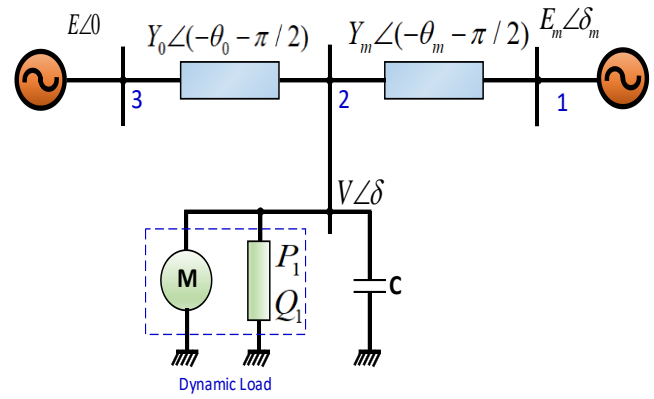 E∠0
Y₀∠(−θ₀−π/2)
Yₘ∠(−θₘ−π/2)
Eₘ∠δₘ
3
2
1
V∠δ
M
P₁
Q₁
C
Dynamic Load